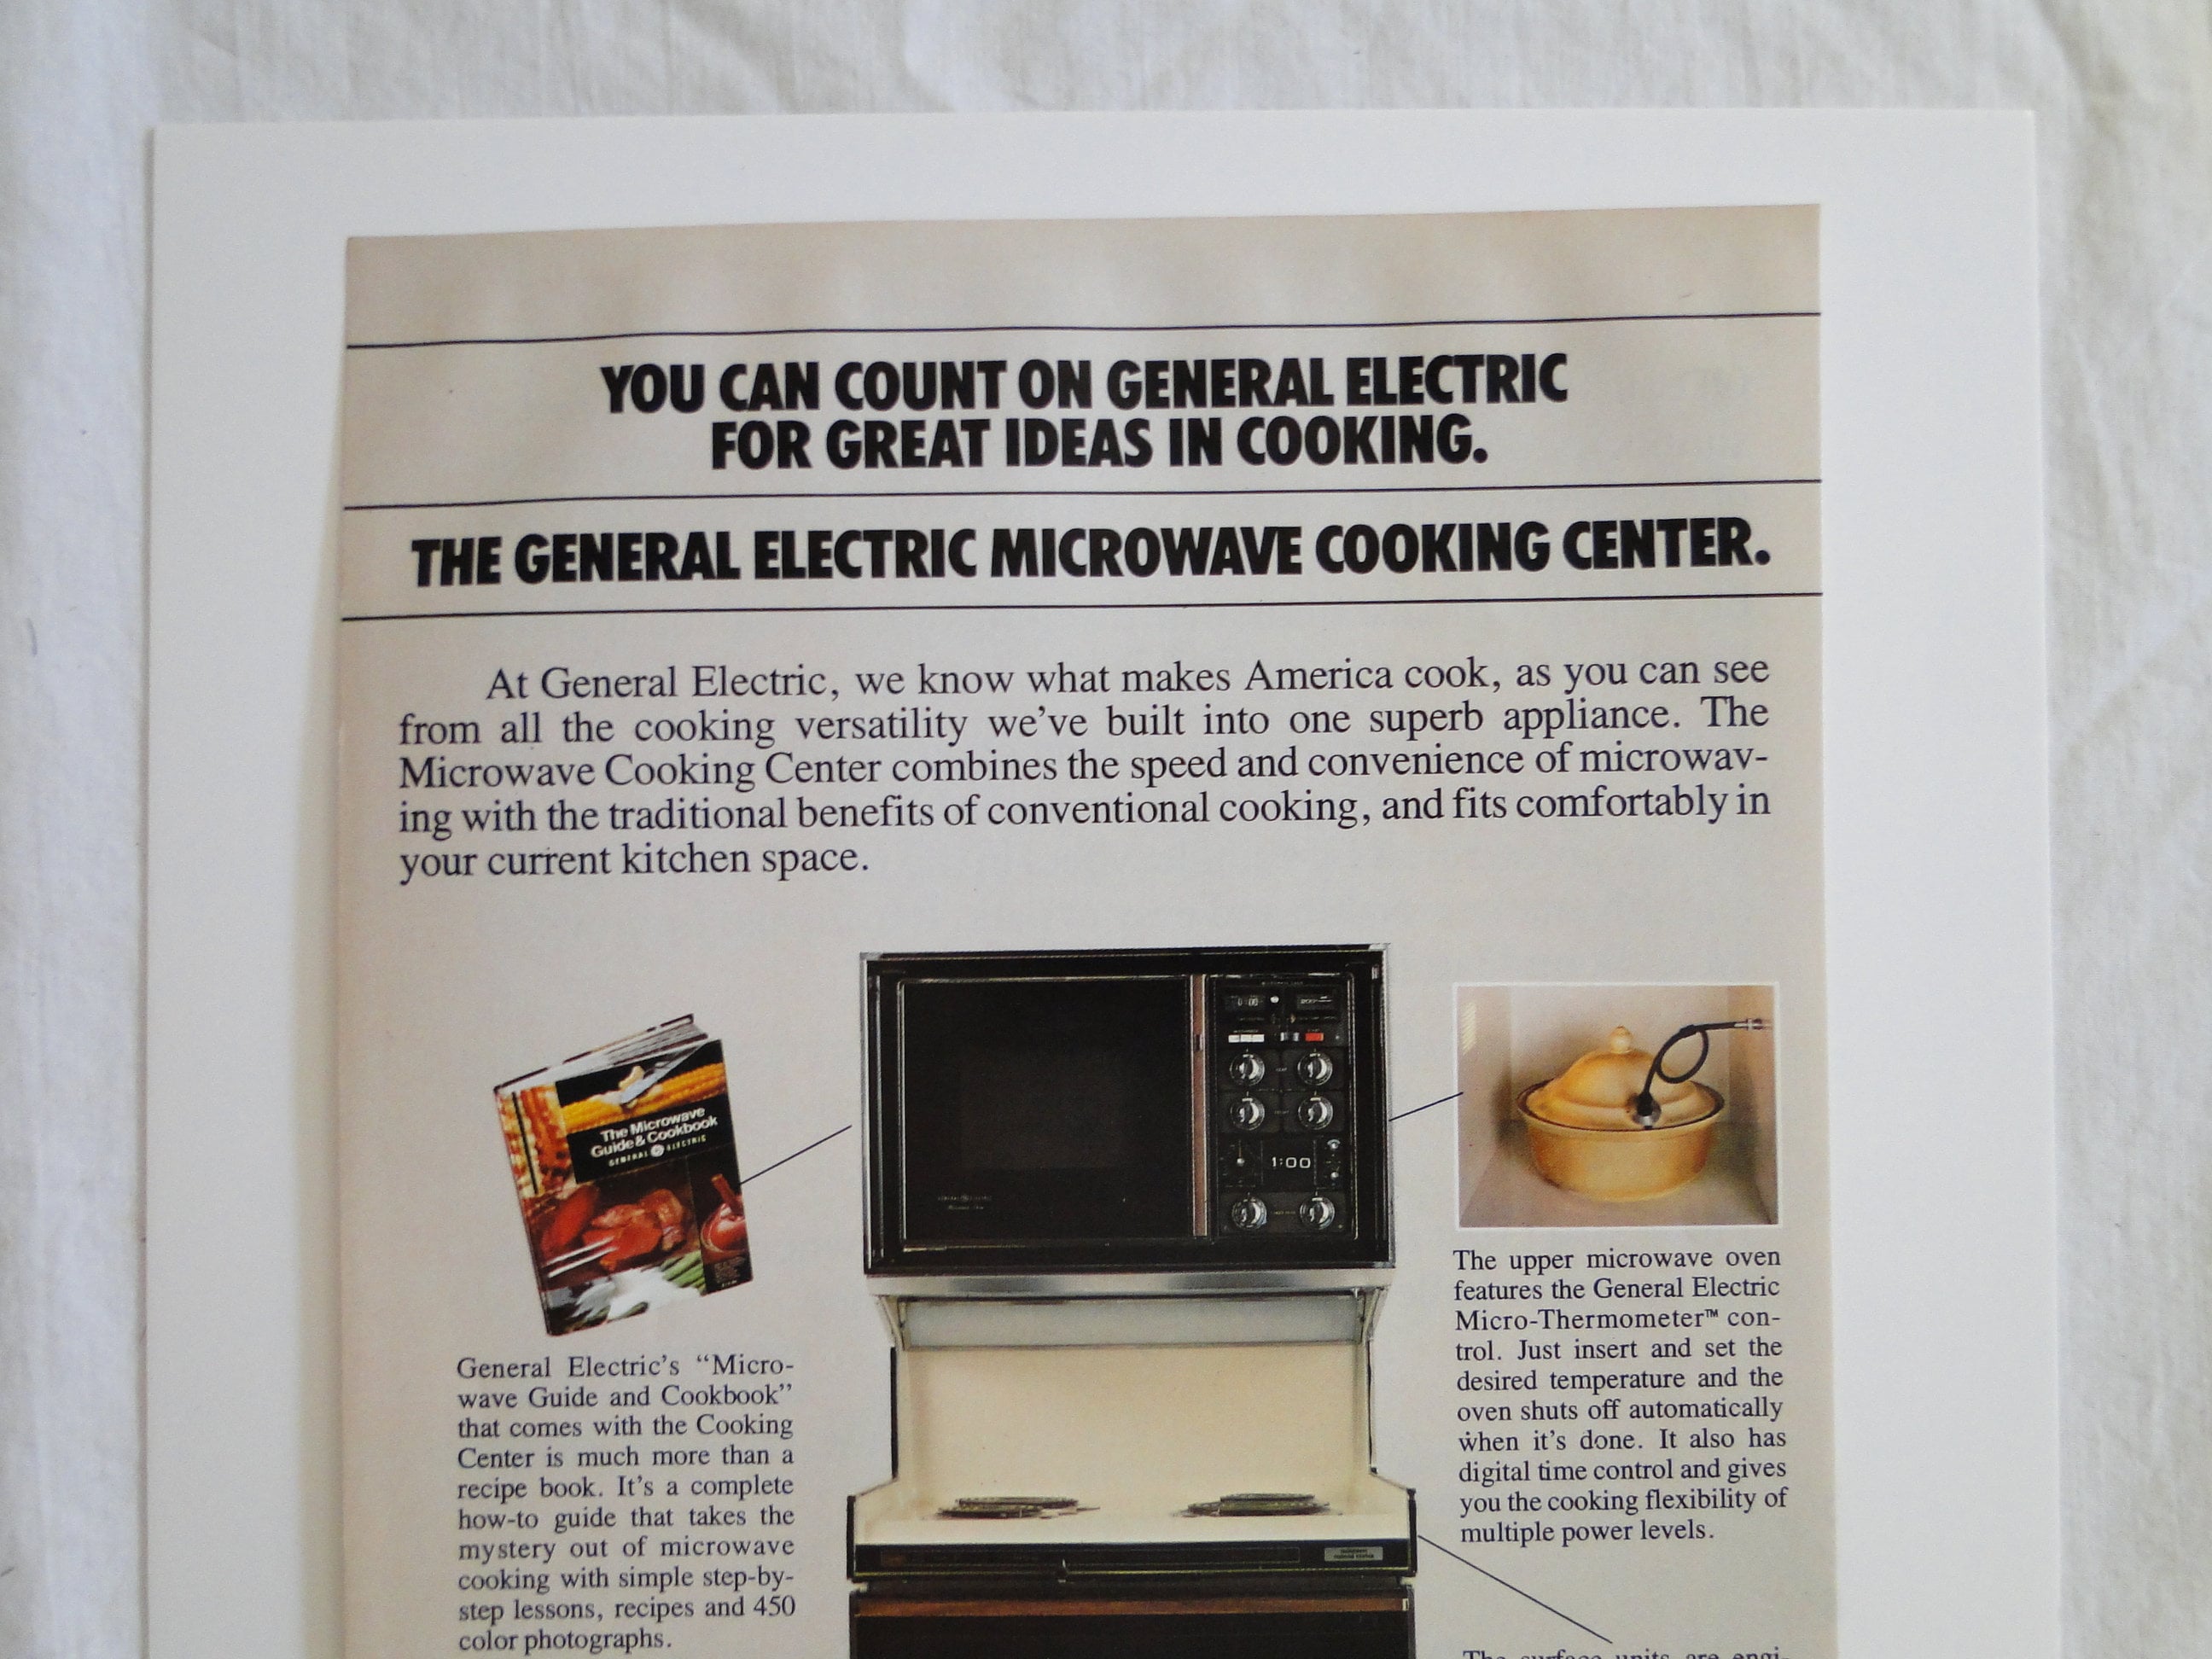 YOU CAN COUNT ON GENERAL ELECTRIC
FOR GREAT IDEAS IN COOKING.
THE GENERAL ELECTRIC MICROWAVE COOKING CENTER.
At General Electric, we know what makes America cook, as you can see
from all the cooking versatility we've built into one superb appliance. The
Microwave Cooking Center combines the speed and convenience of microwav-
ing with the traditional benefits of conventional cooking, and fits comfortably in
your current kitchen space.
The Microwave
Guide & Cookbook
GENERAL ELECTRIC
General Electric's “Micro-
wave Guide and Cookbook”
that comes with the Cooking
Center is much more than a
recipe book. It's a complete
how-to guide that takes the
mystery out of microwave
cooking with simple step-by-
step lessons, recipes and 450
color photographs.
1:00
The upper microwave oven
features the General Electric
Micro-Thermometer™ con-
trol. Just insert and set the
desired temperature and the
oven shuts off automatically
when it's done. It also has
digital time control and gives
you the cooking flexibility of
multiple power levels.
The surface units are engi-